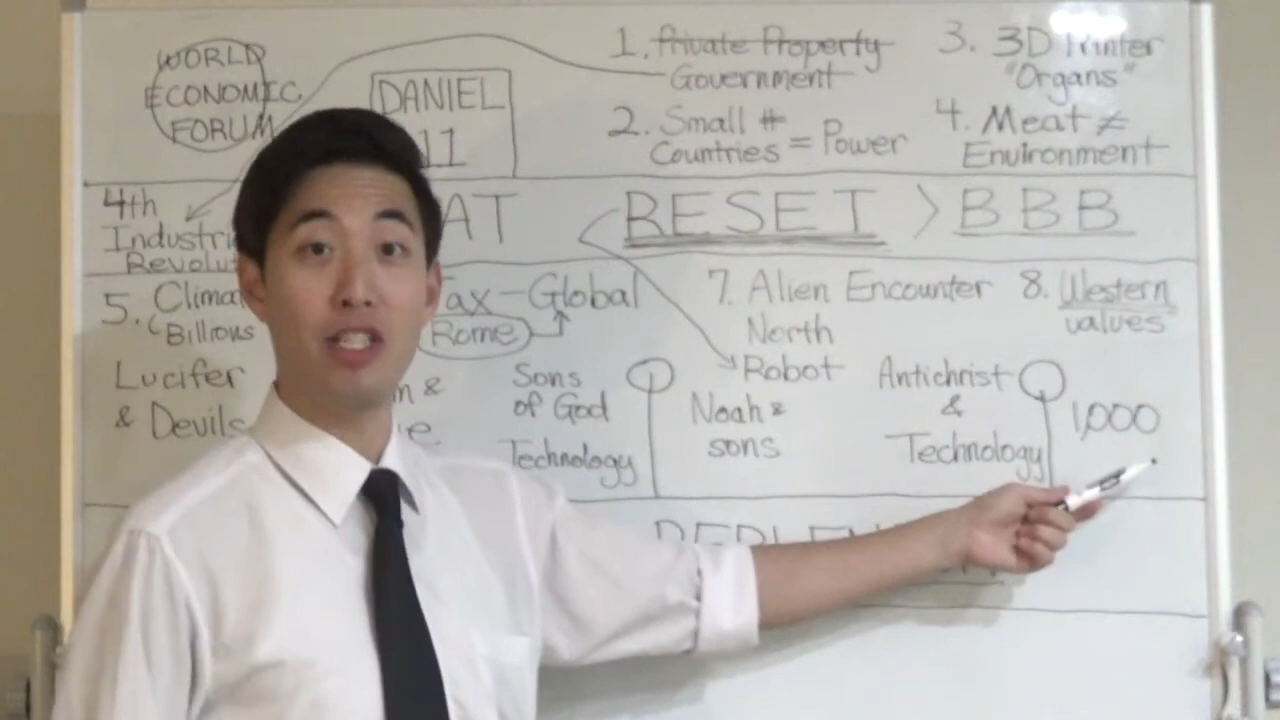 WORLD
ECONOMIC
FORUM
DANIEL
11
1. Private Property
Government
2. Small #
Countries = Power
3. 3D Printer
"Organs"
4. Meat ≠
Environment
4th
RESET > BBB
5.
(Billions
Tax - Global
Rome
7. Alien Encounter
North
Robot
8. Western
values
Lucifer
& Devils
&
Sons
of God
Technology
Noah &
sons
Antichrist
&
Technology
1,000